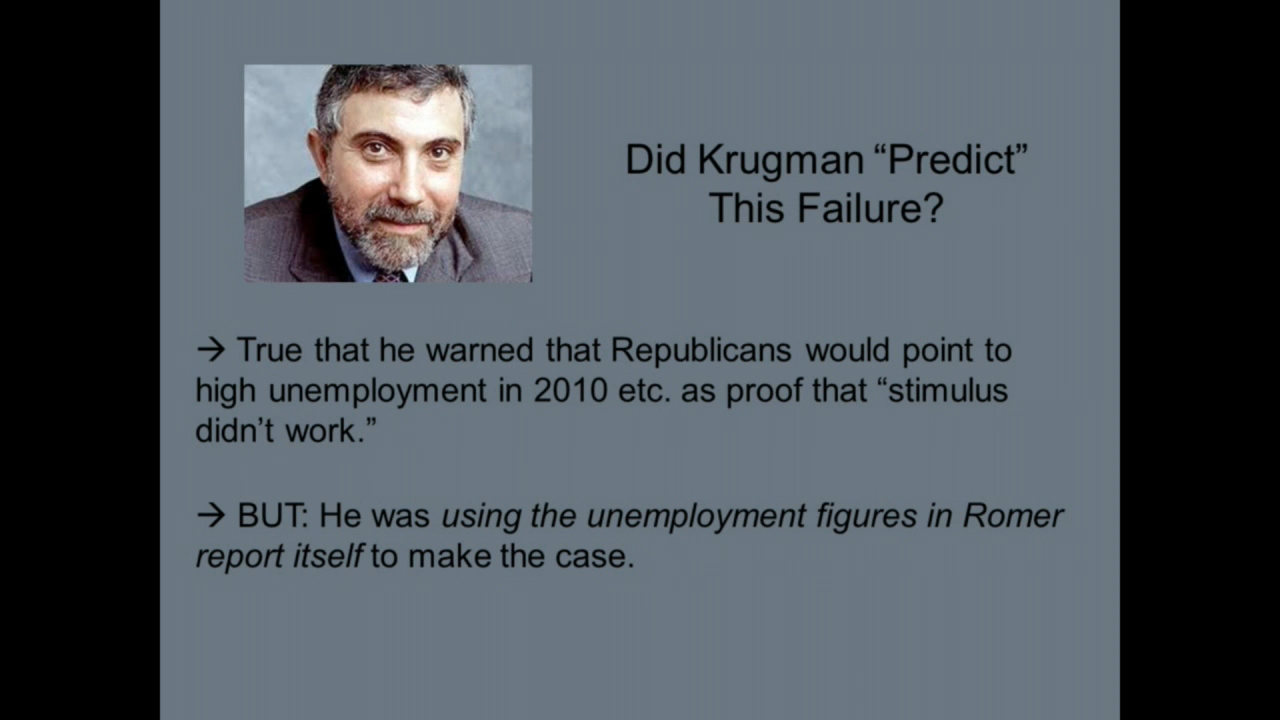 Did Krugman “Predict”
This Failure?
→ True that he warned that Republicans would point to
high unemployment in 2010 etc. as proof that “stimulus
didn’t work.”
→ BUT: He was using the unemployment figures in Romer
report itself to make the case.